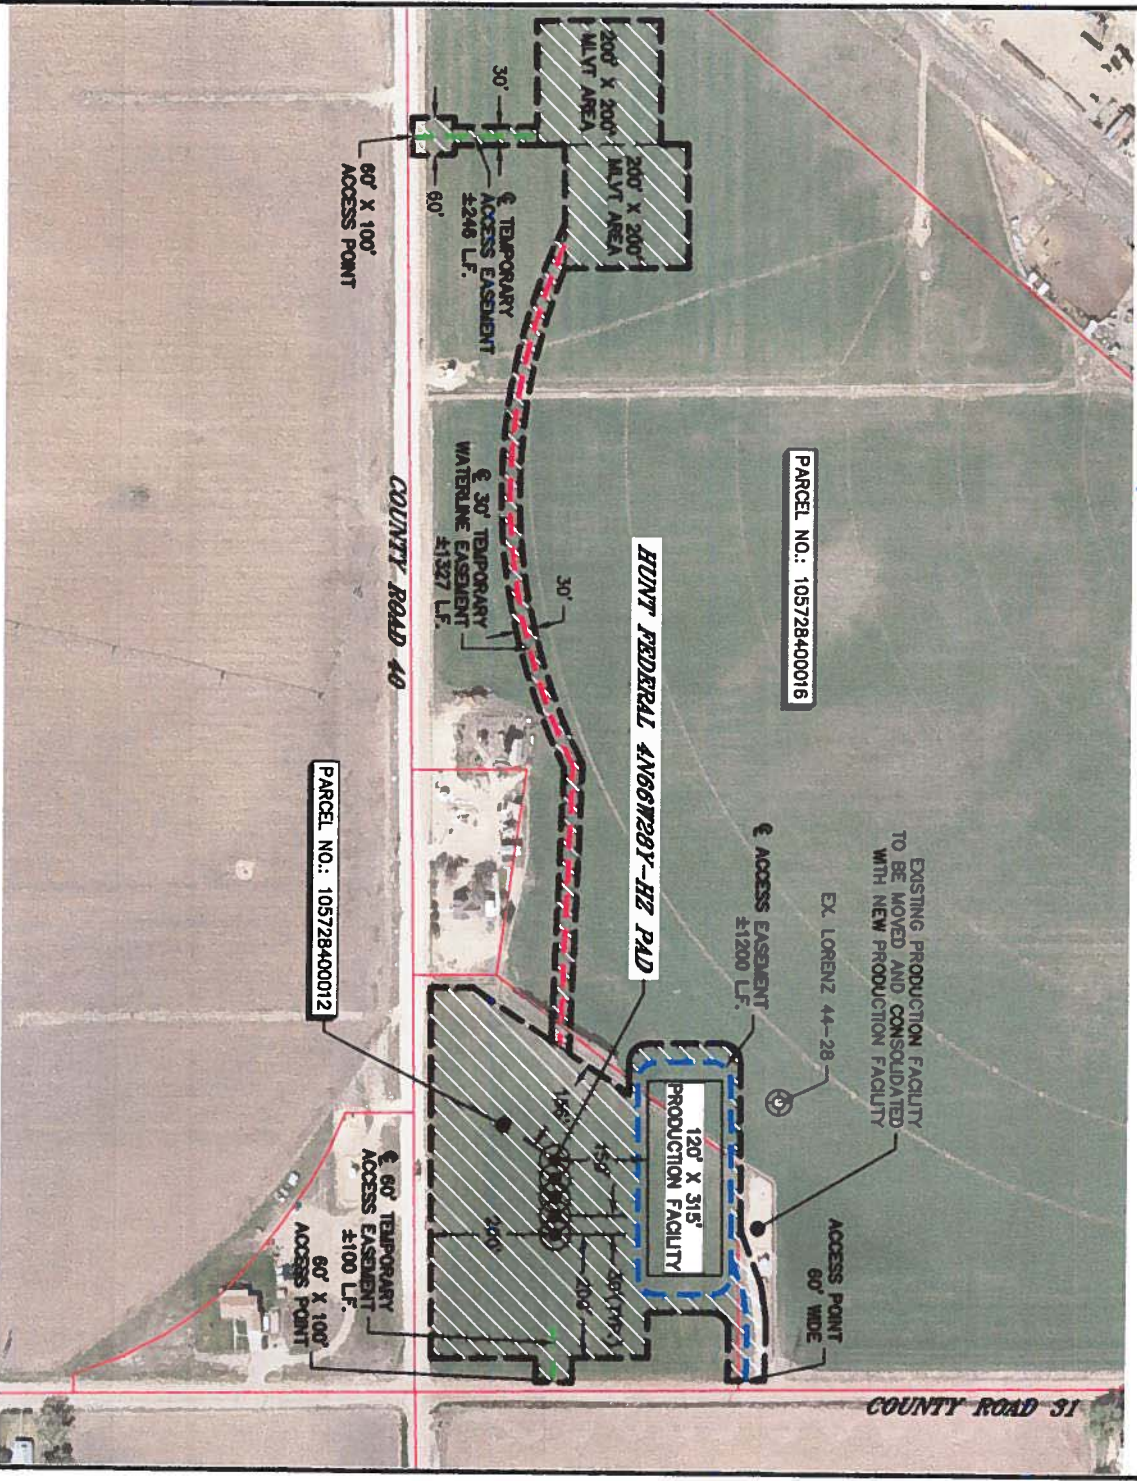 200' X 200'
MLVT AREA
200' X 200'
MLVT AREA
30'
60'
60' X 100'
ACCESS POINT
℄ TEMPORARY
ACCESS EASEMENT
±246 L.F.
℄ 30' TEMPORARY
WATERLINE EASEMENT
±1327 L.F.
30'
COUNTY ROAD 40
PARCEL NO.: 105728400016
HUNT FEDERAL 4N66W28Y-HZ PAD
EXISTING PRODUCTION FACILITY
TO BE MOVED AND CONSOLIDATED
WITH NEW PRODUCTION FACILITY
EX. LORENZ 44-28
℄ ACCESS EASEMENT
±1200 L.F.
PARCEL NO.: 105728400012
120' X 315'
PRODUCTION FACILITY
150'
200'
200'
ACCESS POINT
60' WIDE
℄ 60' TEMPORARY
ACCESS EASEMENT
±100 L.F.
60' X 100'
ACCESS POINT
COUNTY ROAD 31